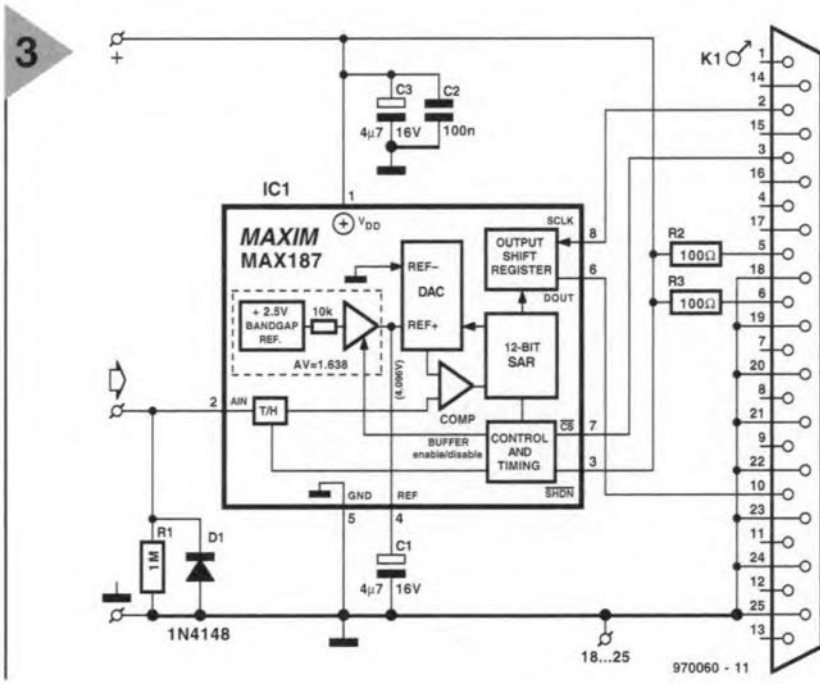 3
+
K1
1
14
2
15
3
16
4
17
5
18
6
19
7
20
8
21
9
22
10
23
11
24
12
25
13
C3
4µ7
16V
C2
100n
IC1
1
VDD
MAXIM
MAX187
REF−
DAC
REF+
OUTPUT
SHIFT
REGISTER
SCLK
8
6
DOUT
R2
100Ω
R3
100Ω
+ 2.5V
BANDGAP
REF.
10k
AV=1.638
(4.096V)
12-BIT
SAR
COMP
2
AIN
T/H
BUFFER
enable/disable
CONTROL
AND
TIMING
CS
7
3
SHDN
GND
REF
5
4
R1
1M
D1
1N4148
C1
4µ7
16V
18...25
970060 - 11